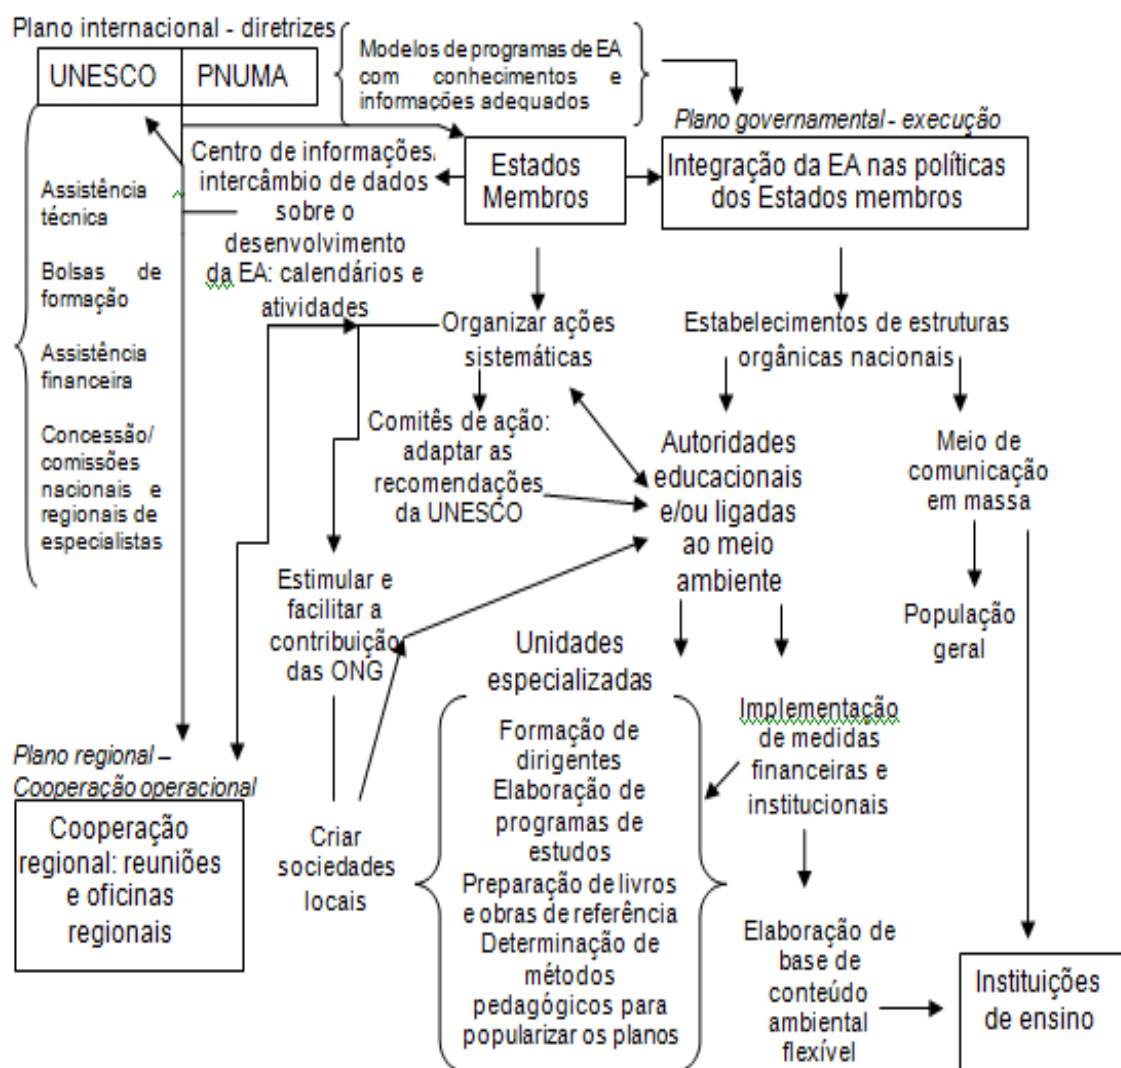 Plano internacional - diretrizes
UNESCO
PNUMA
Modelos de programas de EA
com conhecimentos e
informações adequados
Plano governamental - execução
Assistência
técnica
Bolsas de
formação
Assistência
financeira
Concessão/
comissões
nacionais e
regionais de
especialistas
Centro de informações/
intercâmbio de dados
sobre o
desenvolvimento
da EA: calendários e
atividades
Estados
Membros
Integração da EA nas políticas
dos Estados membros
Organizar ações
sistemáticas
Estabelecimentos de estruturas
orgânicas nacionais
Comitês de ação:
adaptar as
recomendações
da UNESCO
Autoridades
educacionais
e/ou ligadas
ao meio
ambiente
Meio de
comunicação
em massa
Estimular e
facilitar a
contribuição
das ONG
População
geral
Unidades
especializadas
Implementação
de medidas
financeiras e
institucionais
Plano regional –
Cooperação operacional
Cooperação
regional: reuniões
e oficinas
regionais
Criar
sociedades
locais
Formação de
dirigentes
Elaboração de
programas de
estudos
Preparação de livros
e obras de referência
Determinação de
métodos
pedagógicos para
popularizar os planos
Elaboração de
base de
conteúdo
ambiental
flexível
Instituições
de ensino